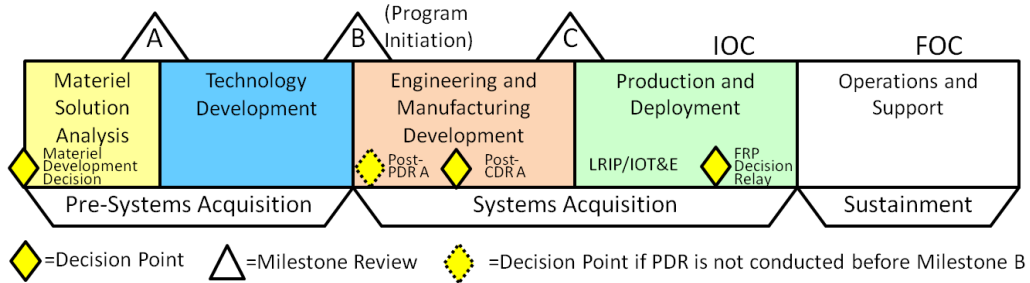 (Program
A
B
Initiation)
C
IOC
FOC
Materiel
Solution
Analysis
Materiel
Development
Decision
Technology
Development
Engineering and
Manufacturing
Development
Post-
PDR A
Post-
CDR A
Production and
Deployment
LRIP/IOT&E
FRP
Decision
Relay
Operations and
Support
Pre-Systems Acquisition
Systems Acquisition
Sustainment
=Decision Point
=Milestone Review
=Decision Point if PDR is not conducted before Milestone B